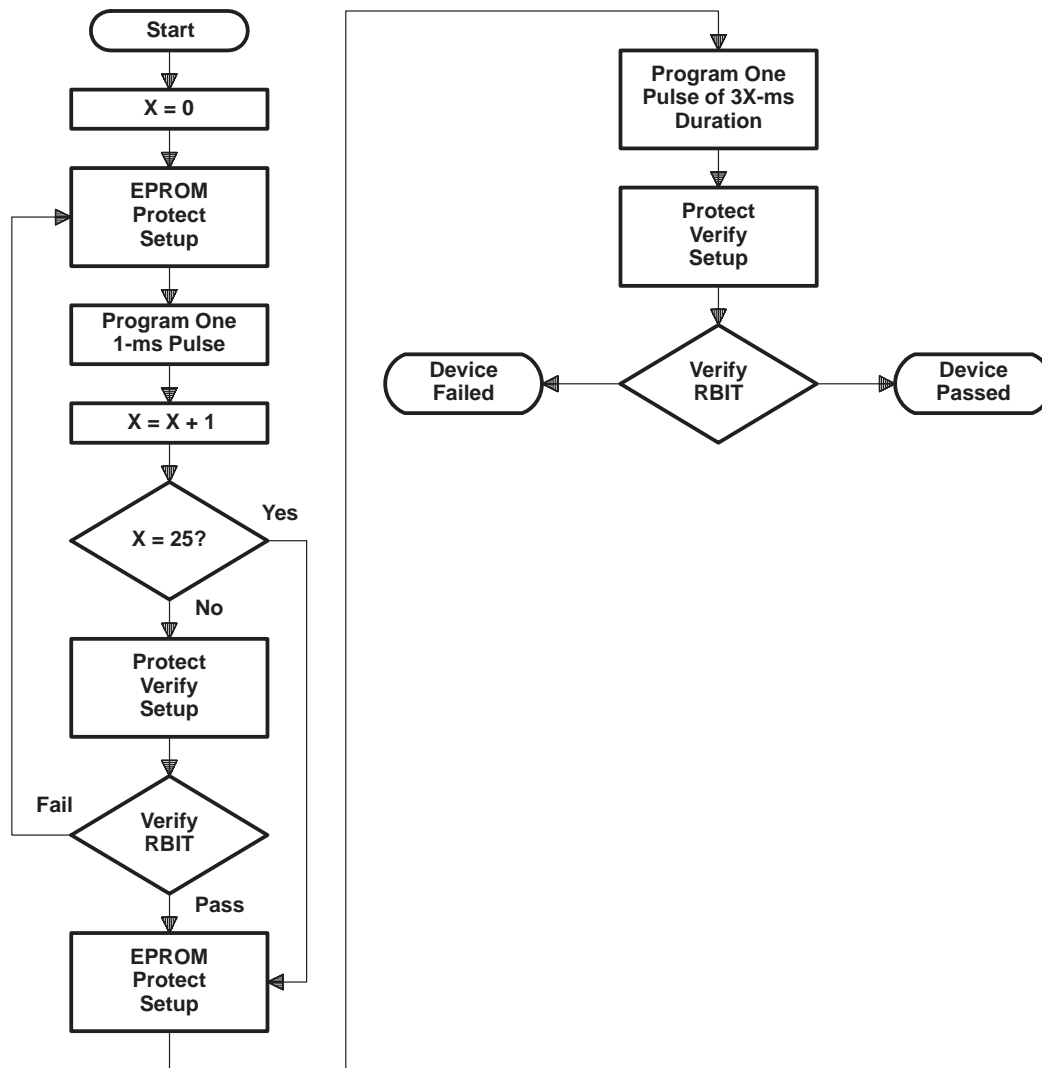 Start
X = 0
EPROM
Protect
Setup
Program One
1-ms Pulse
X = X + 1
X = 25?
Yes
No
Protect
Verify
Setup
Fail
Verify
RBIT
Pass
EPROM
Protect
Setup
Program One
Pulse of 3X-ms
Duration
Protect
Verify
Setup
Device
Failed
Verify
RBIT
Device
Passed